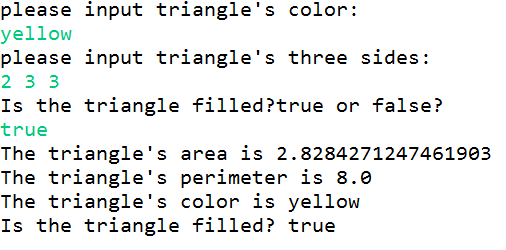 please input triangle's color:
yellow
please input triangle's three sides:
2 3 3
Is the triangle filled?true or false?
true
The triangle's area is 2.8284271247461903
The triangle's perimeter is 8.0
The triangle's color is yellow
Is the triangle filled? true